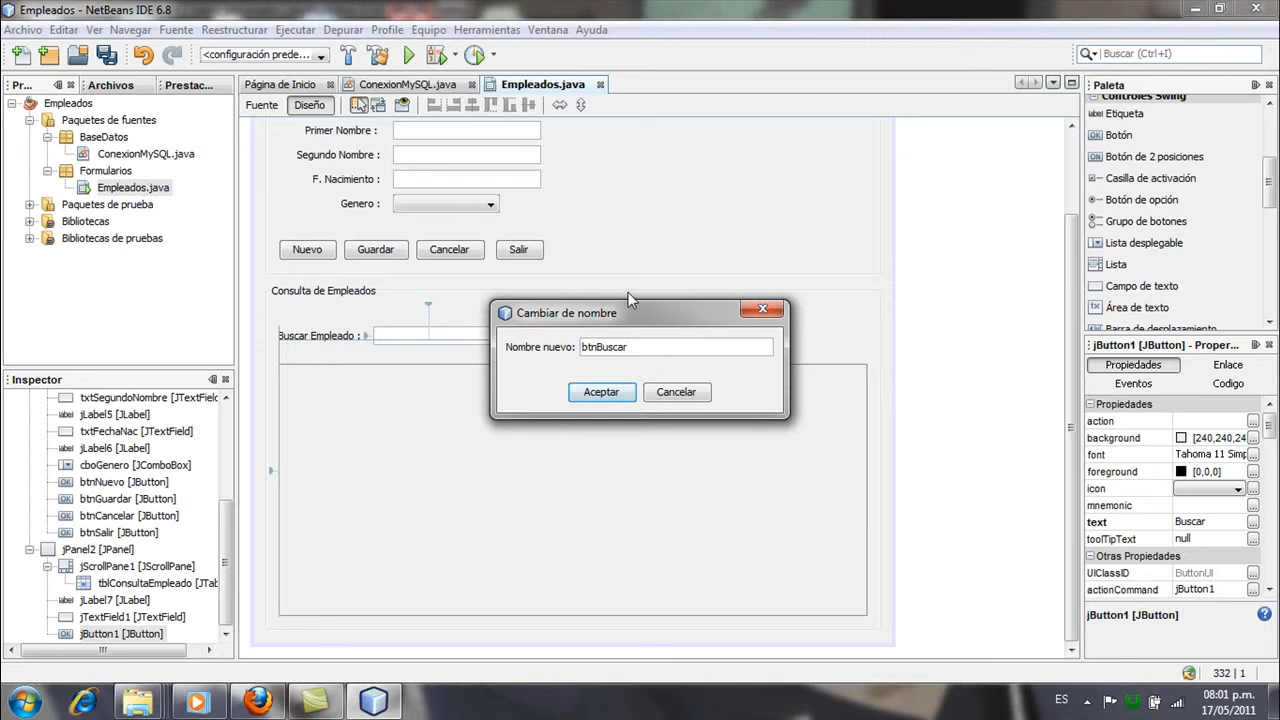 Empleados - NetBeans IDE 6.8
Archivo Editar Ver Navegar Fuente Reestructurar Ejecutar Depurar Profile Equipo Herramientas Ventana Ayuda
<configuración prede...
Buscar (Ctrl+I)
Pr... Archivos Prestac...
Página de Inicio ConexionMySQL.java Empleados.java
Paleta
Empleados
Paquetes de fuentes
BaseDatos
ConexionMySQL.java
Formularios
Empleados.java
Paquetes de prueba
Bibliotecas
Bibliotecas de pruebas
Fuente Diseño
Primer Nombre :
Segundo Nombre :
F. Nacimiento :
Genero :
Nuevo Guardar Cancelar Salir
Consulta de Empleados
Buscar Empleado :
Cambiar de nombre
Nombre nuevo: btnBuscar
Aceptar Cancelar
Controles Swing
Etiqueta
Botón
Botón de 2 posiciones
Casilla de activación
Botón de opción
Grupo de botones
Lista desplegable
Lista
Campo de texto
Área de texto
Barra de desplazamiento
Inspector
txtSegundoNombre [JTextField
jLabel5 [JLabel]
txtFechaNac [JTextField]
jLabel6 [JLabel]
cboGenero [JComboBox]
btnNuevo [JButton]
btnGuardar [JButton]
btnCancelar [JButton]
btnSalir [JButton]
jPanel2 [JPanel]
jScrollPane1 [JScrollPane]
tblConsultaEmpleado [JTab
jLabel7 [JLabel]
jTextField1 [JTextField]
jButton1 [JButton]
jButton1 [JButton] - Proper...
Propiedades Enlace
Eventos Codigo
Propiedades
action
background [240,240,24
font Tahoma 11 Simp
foreground [0,0,0]
icon
mnemonic
text Buscar
toolTipText null
Otras Propiedades
UIClassID ButtonUI
actionCommand jButton1
jButton1 [JButton]
332 | 1
ES
08:01 p.m.
17/05/2011